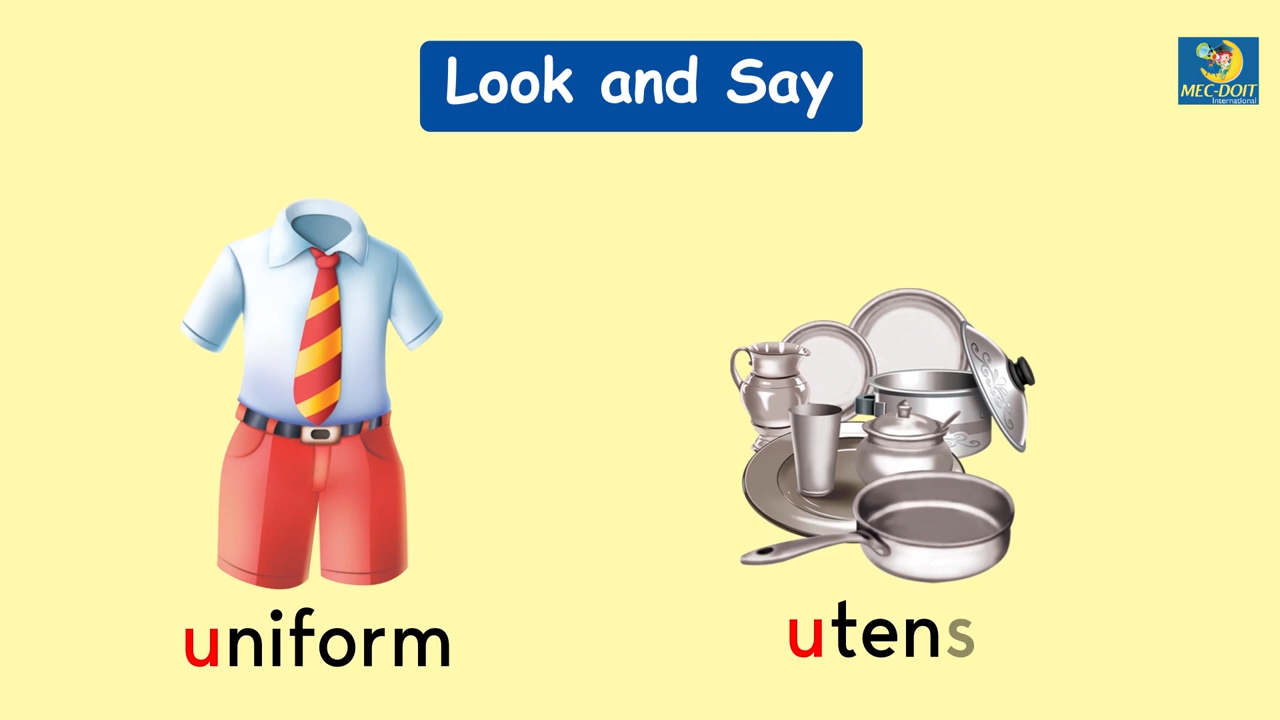 Look and Say
MEC-DOIT
International
uniform
utens